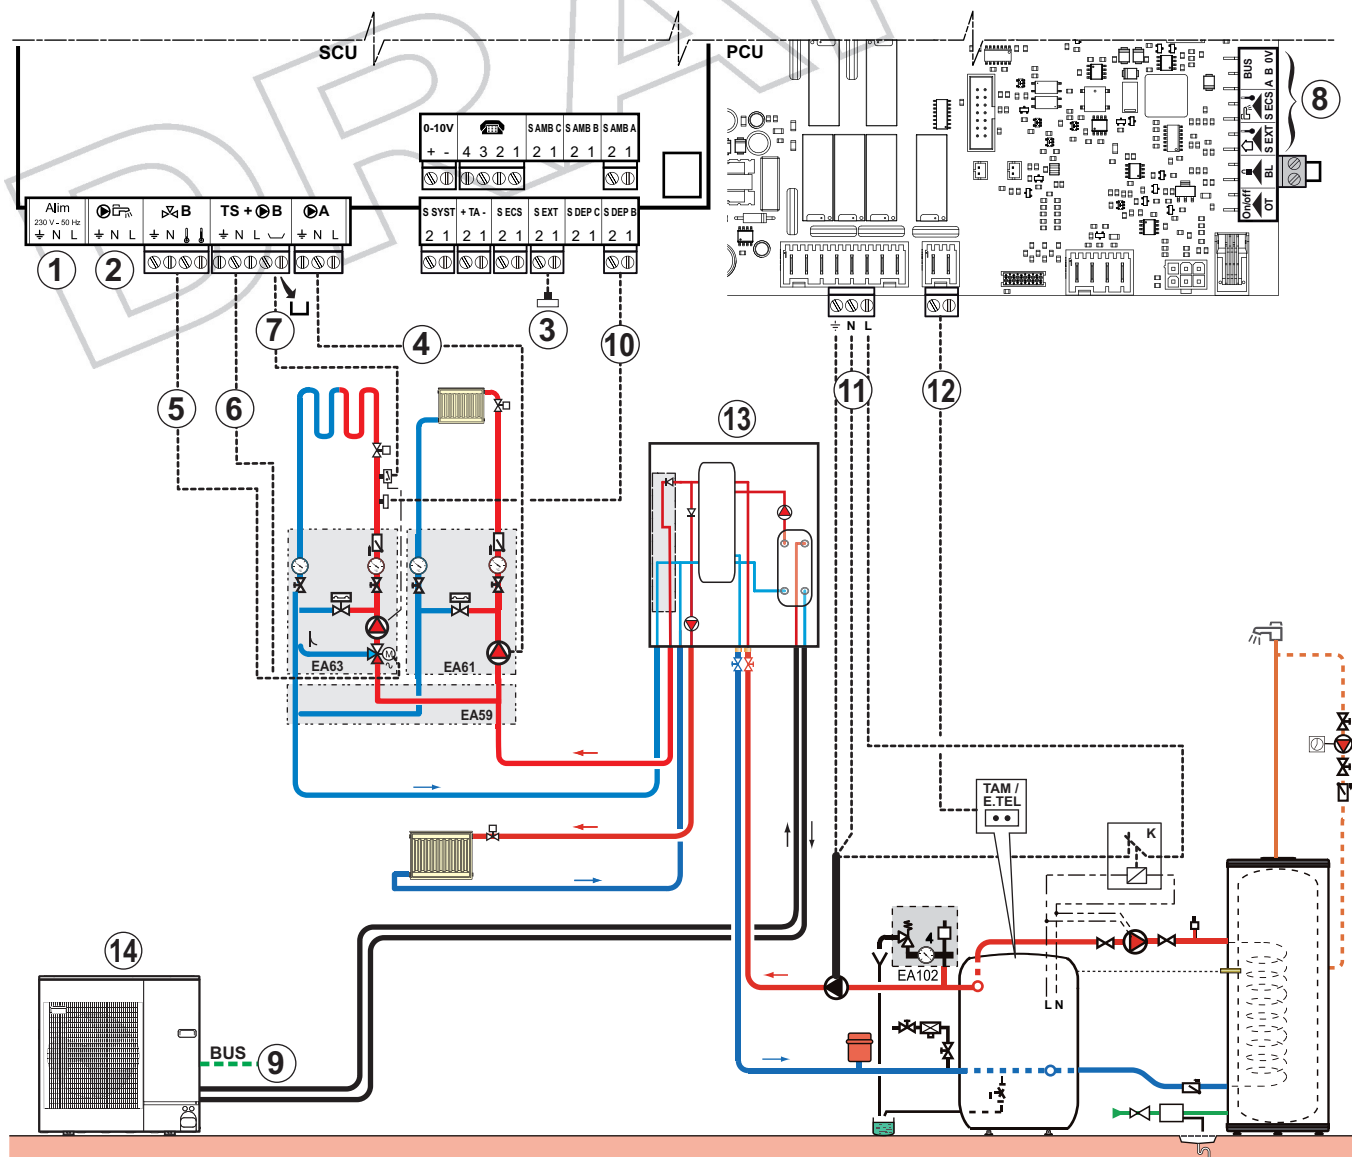 DRAF
SCU
PCU
0-10V S AMB C S AMB B S AMB A
+ - 4 3 2 1 2 1 2 1 2 1
Alim
230 V - 50 Hz
N L
N L
B
N
TS + B
N L
A
N L
S SYST + TA - S ECS S EXT S DEP C S DEP B
2 1 2 1 2 1 2 1 2 1 2 1
BUS
A B 0V
S ECS
S EXT
BL
On/off
OT
8
1
2
3
4
5
6
7
10
N L
11
12
13
EA63
EA61
EA59
M
TAM /
E.TEL
K
4
EA102
L N
14
BUS
9